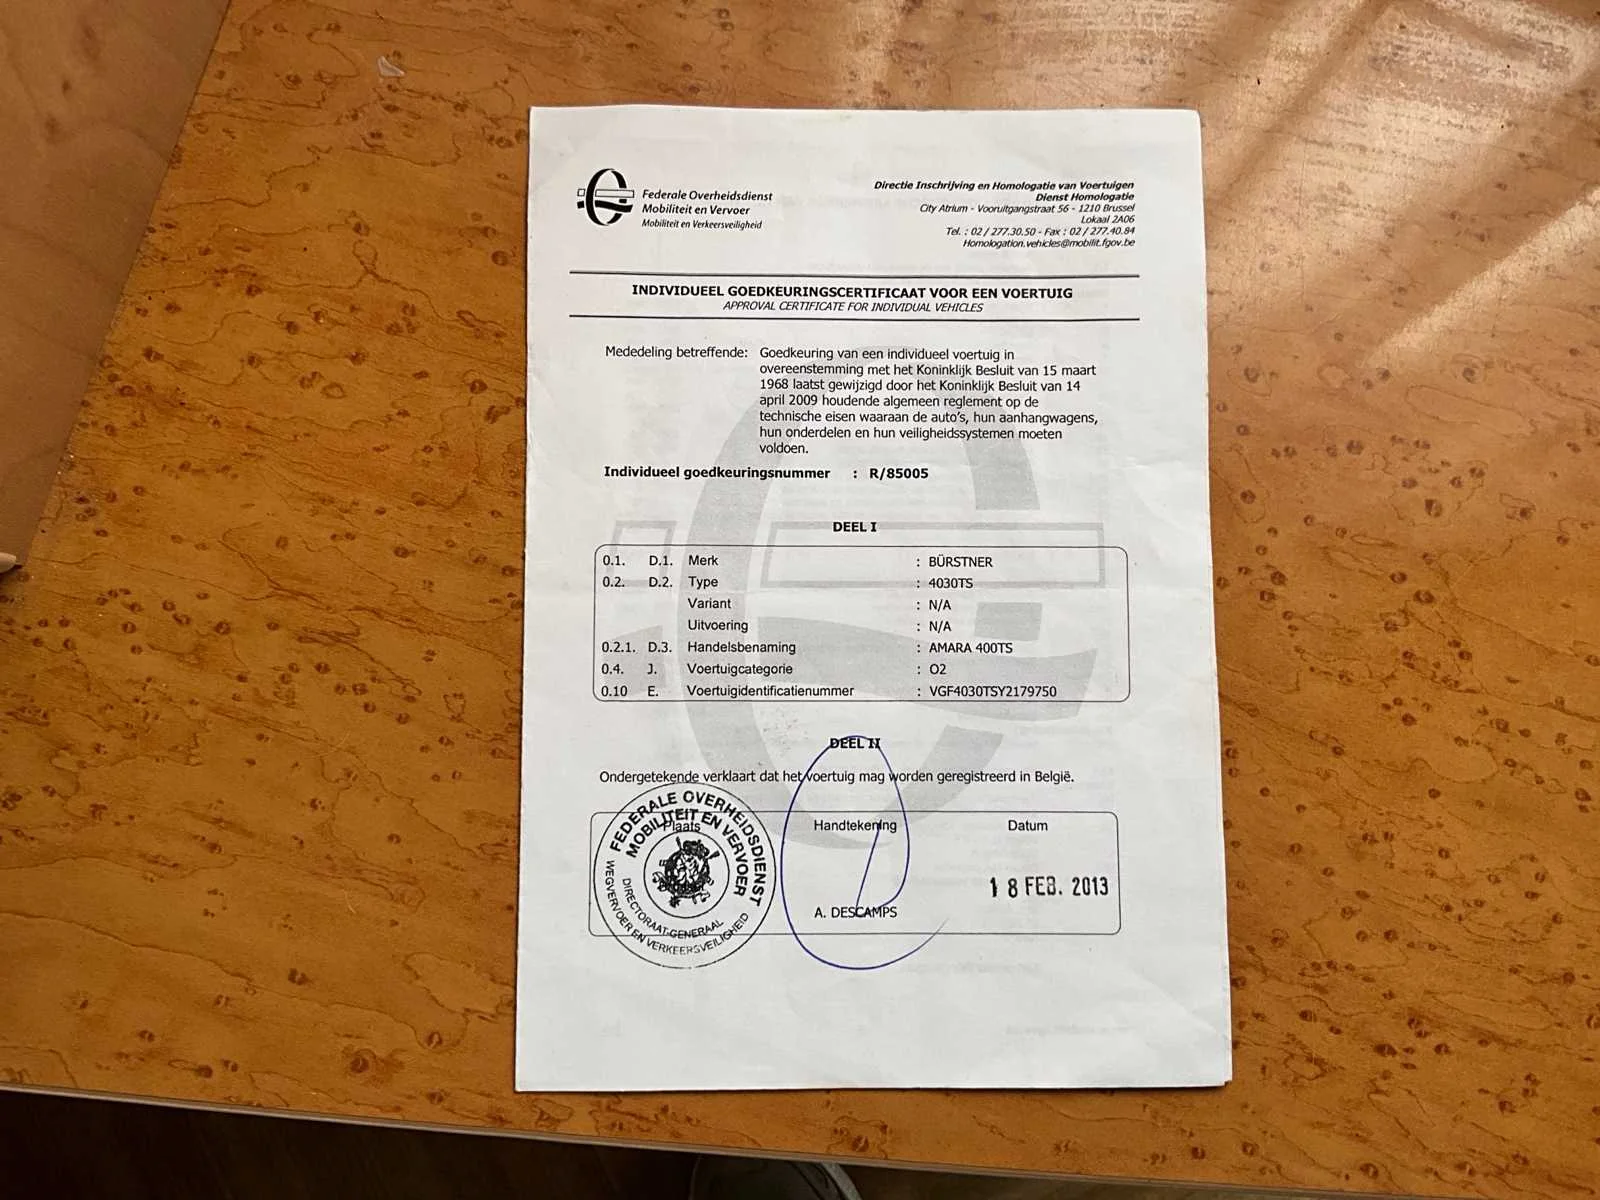 Federale Overheidsdienst
Mobiliteit en Vervoer
Mobiliteit en Verkeersveiligheid
Directie Inschrijving en Homologatie van Voertuigen
Dienst Homologatie
City Atrium - Vooruitgangstraat 56 - 1210 Brussel
Lokaal 2A06
Tel. : 02 / 277.30.50 - Fax : 02 / 277.40.84
Homologation.vehicles@mobilit.fgov.be
INDIVIDUEEL GOEDKEURINGSCERTIFICAAT VOOR EEN VOERTUIG
APPROVAL CERTIFICATE FOR INDIVIDUAL VEHICLES
Mededeling betreffende: Goedkeuring van een individueel voertuig in
overeenstemming met het Koninklijk Besluit van 15 maart
1968 laatst gewijzigd door het Koninklijk Besluit van 14
april 2009 houdende algemeen reglement op de
technische eisen waaraan de auto's, hun aanhangwagens,
hun onderdelen en hun veiligheidssystemen moeten
voldoen.
Individueel goedkeuringsnummer : R/85005
DEEL I
0.1. D.1. Merk : BÜRSTNER
0.2. D.2. Type : 4030TS
Variant : N/A
Uitvoering : N/A
0.2.1. D.3. Handelsbenaming : AMARA 400TS
0.4. J. Voertuigcategorie : O2
0.10 E. Voertuigidentificatienummer : VGF4030TSY2179750
DEEL II
Ondergetekende verklaart dat het voertuig mag worden geregistreerd in België.
Plaats Handtekening Datum
FEDERALE OVERHEIDSDIENST
MOBILITEIT EN VERVOER
DIRECTORAAT-GENERAAL
WEGVERVOER EN VERKEERSVEILIGHEID
18 FEB. 2013
A. DESCAMPS